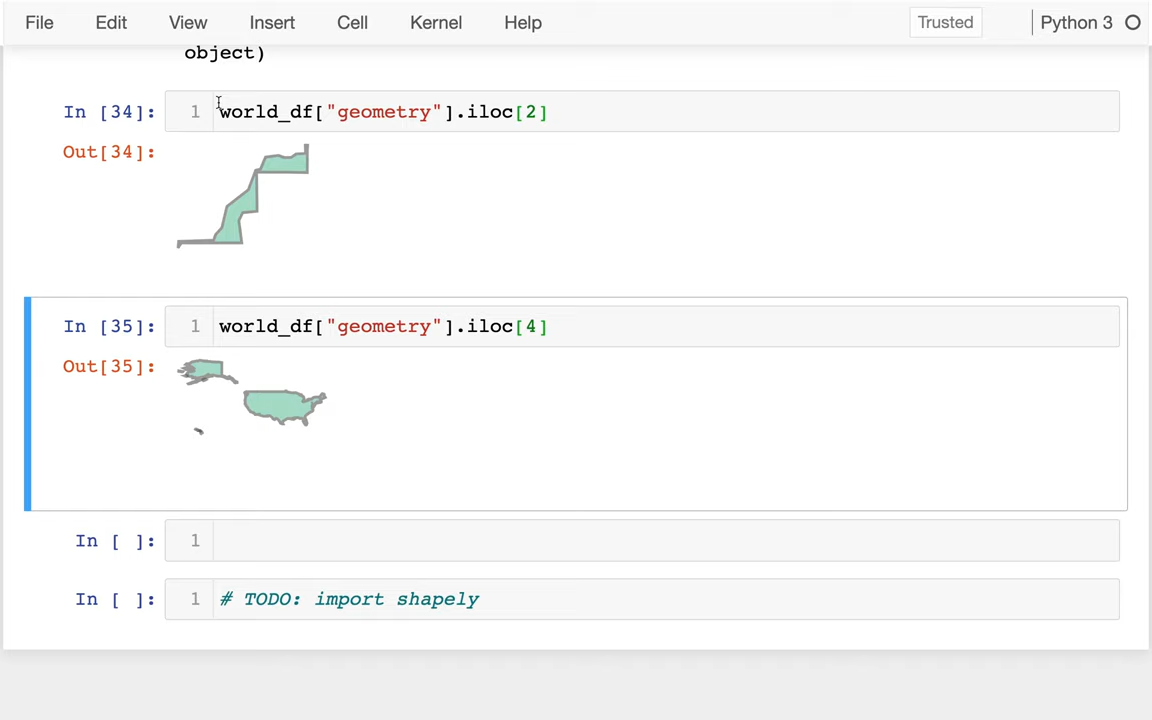 File Edit View Insert Cell Kernel Help Trusted Python 3
object)
In [34]: 1 world_df["geometry"].iloc[2]
Out[34]:
In [35]: 1 world_df["geometry"].iloc[4]
Out[35]:
In [ ]: 1
In [ ]: 1 # TODO: import shapely